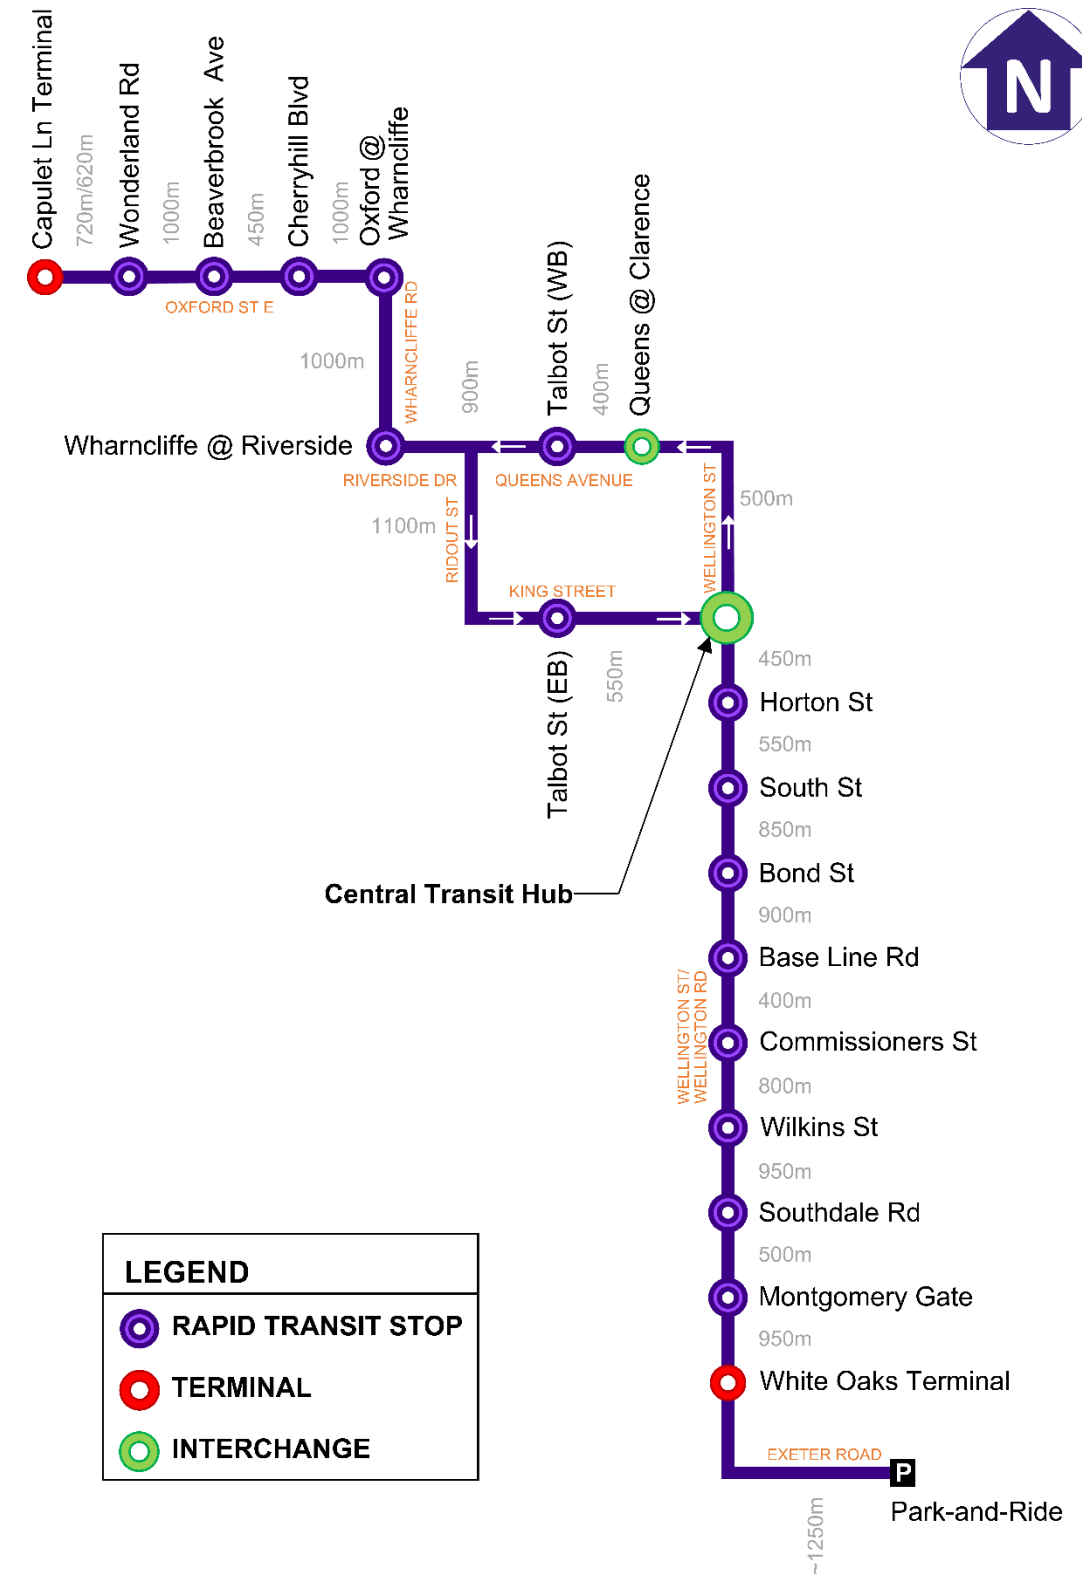 N
Capulet Ln Terminal
720m/620m
Wonderland Rd
1000m
Beaverbrook Ave
450m
Cherryhill Blvd
1000m
Oxford @
Wharncliffe
OXFORD ST E
WHARNCLIFFE RD
1000m
Wharncliffe @ Riverside
RIVERSIDE DR
900m
Talbot St (WB)
400m
Queens @ Clarence
QUEENS AVENUE
WELLINGTON ST
500m
1100m
RIDOUT ST
KING STREET
Talbot St (EB)
550m
Central Transit Hub
450m
Horton St
550m
South St
850m
Bond St
900m
Base Line Rd
400m
WELLINGTON ST/
WELLINGTON RD
Commissioners St
800m
Wilkins St
950m
Southdale Rd
500m
Montgomery Gate
950m
White Oaks Terminal
EXETER ROAD
P
Park-and-Ride
~1250m
LEGEND
RAPID TRANSIT STOP
TERMINAL
INTERCHANGE